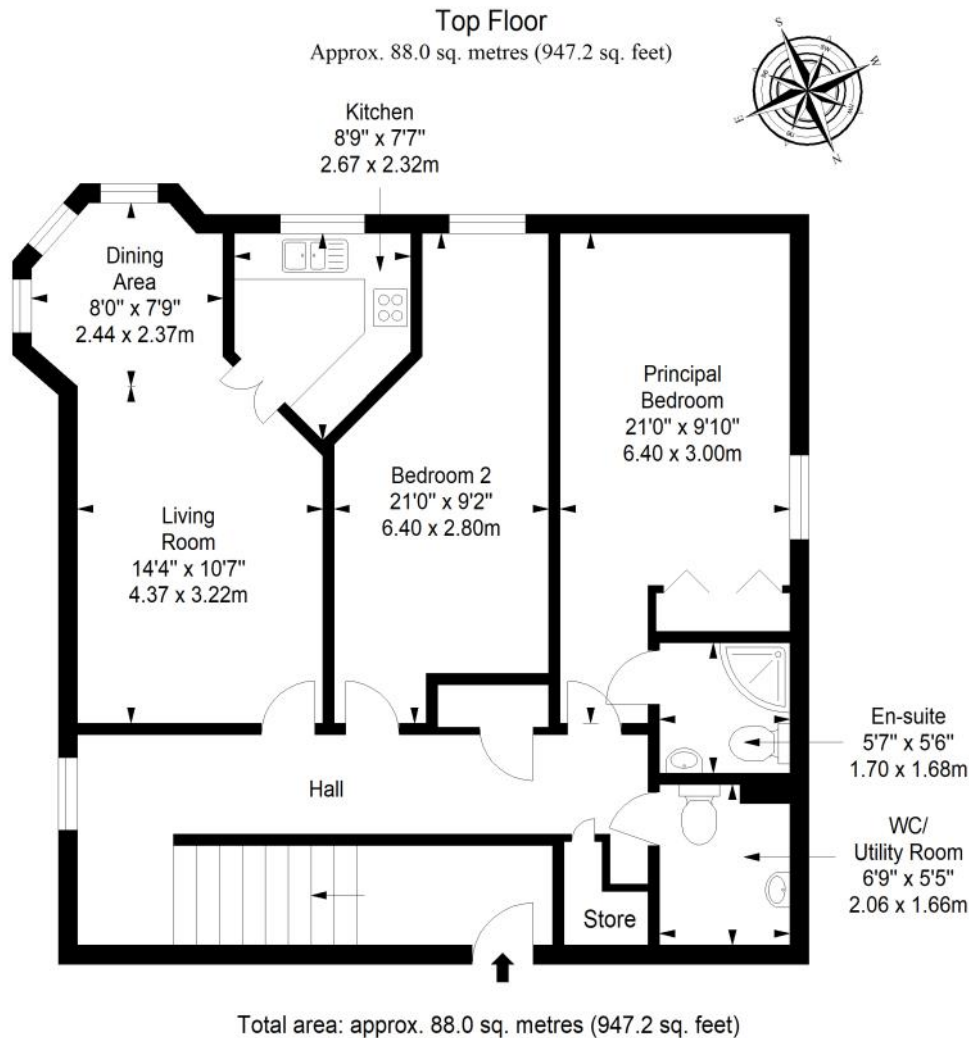 Top Floor
Approx. 88.0 sq. metres (947.2 sq. feet)
S
SW
W
NW
N
E
Kitchen
8'9" x 7'7"
2.67 x 2.32m
Dining
Area
8'0" x 7'9"
2.44 x 2.37m
Principal
Bedroom
21'0" x 9'10"
6.40 x 3.00m
Bedroom 2
21'0" x 9'2"
6.40 x 2.80m
Living
Room
14'4" x 10'7"
4.37 x 3.22m
En-suite
5'7" x 5'6"
1.70 x 1.68m
Hall
WC/
Utility Room
6'9" x 5'5"
2.06 x 1.66m
Store
Total area: approx. 88.0 sq. metres (947.2 sq. feet)